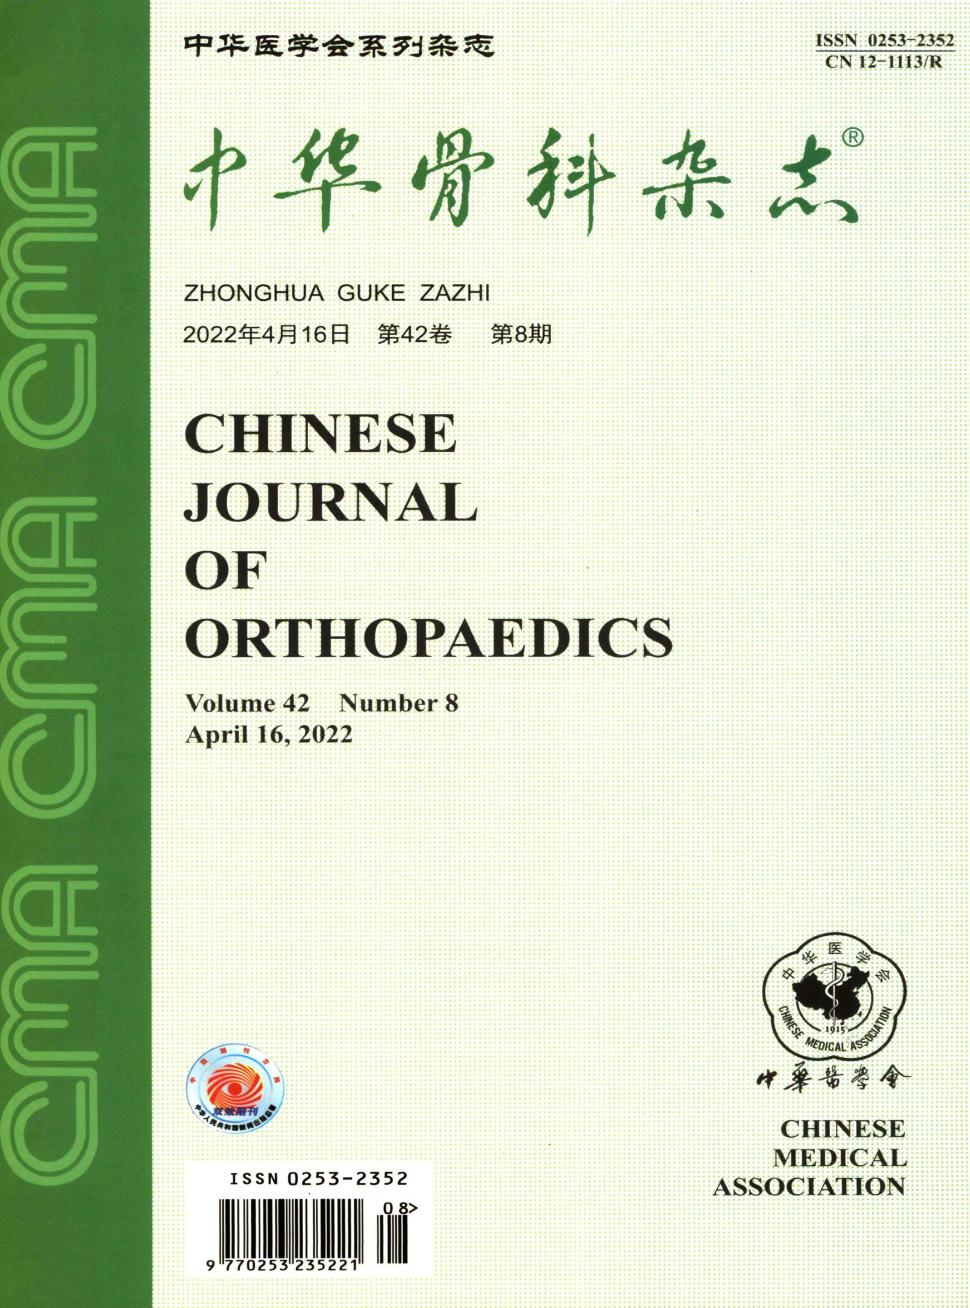 中华医学会系列杂志
ISSN 0253-2352
CN 12-1113/R
中华骨科杂志®
ZHONGHUA GUKE ZAZHI
2022年4月16日 第42卷 第8期
CHINESE
JOURNAL
OF
ORTHOPAEDICS
Volume 42 Number 8
April 16, 2022
CMA CMA CMA
中华医学会
CHINESE MEDICAL ASSOCIATION
1915
中華醫學會
CHINESE
MEDICAL
ASSOCIATION
双效期刊
ISSN 0253-2352
08>
9 770253 235221